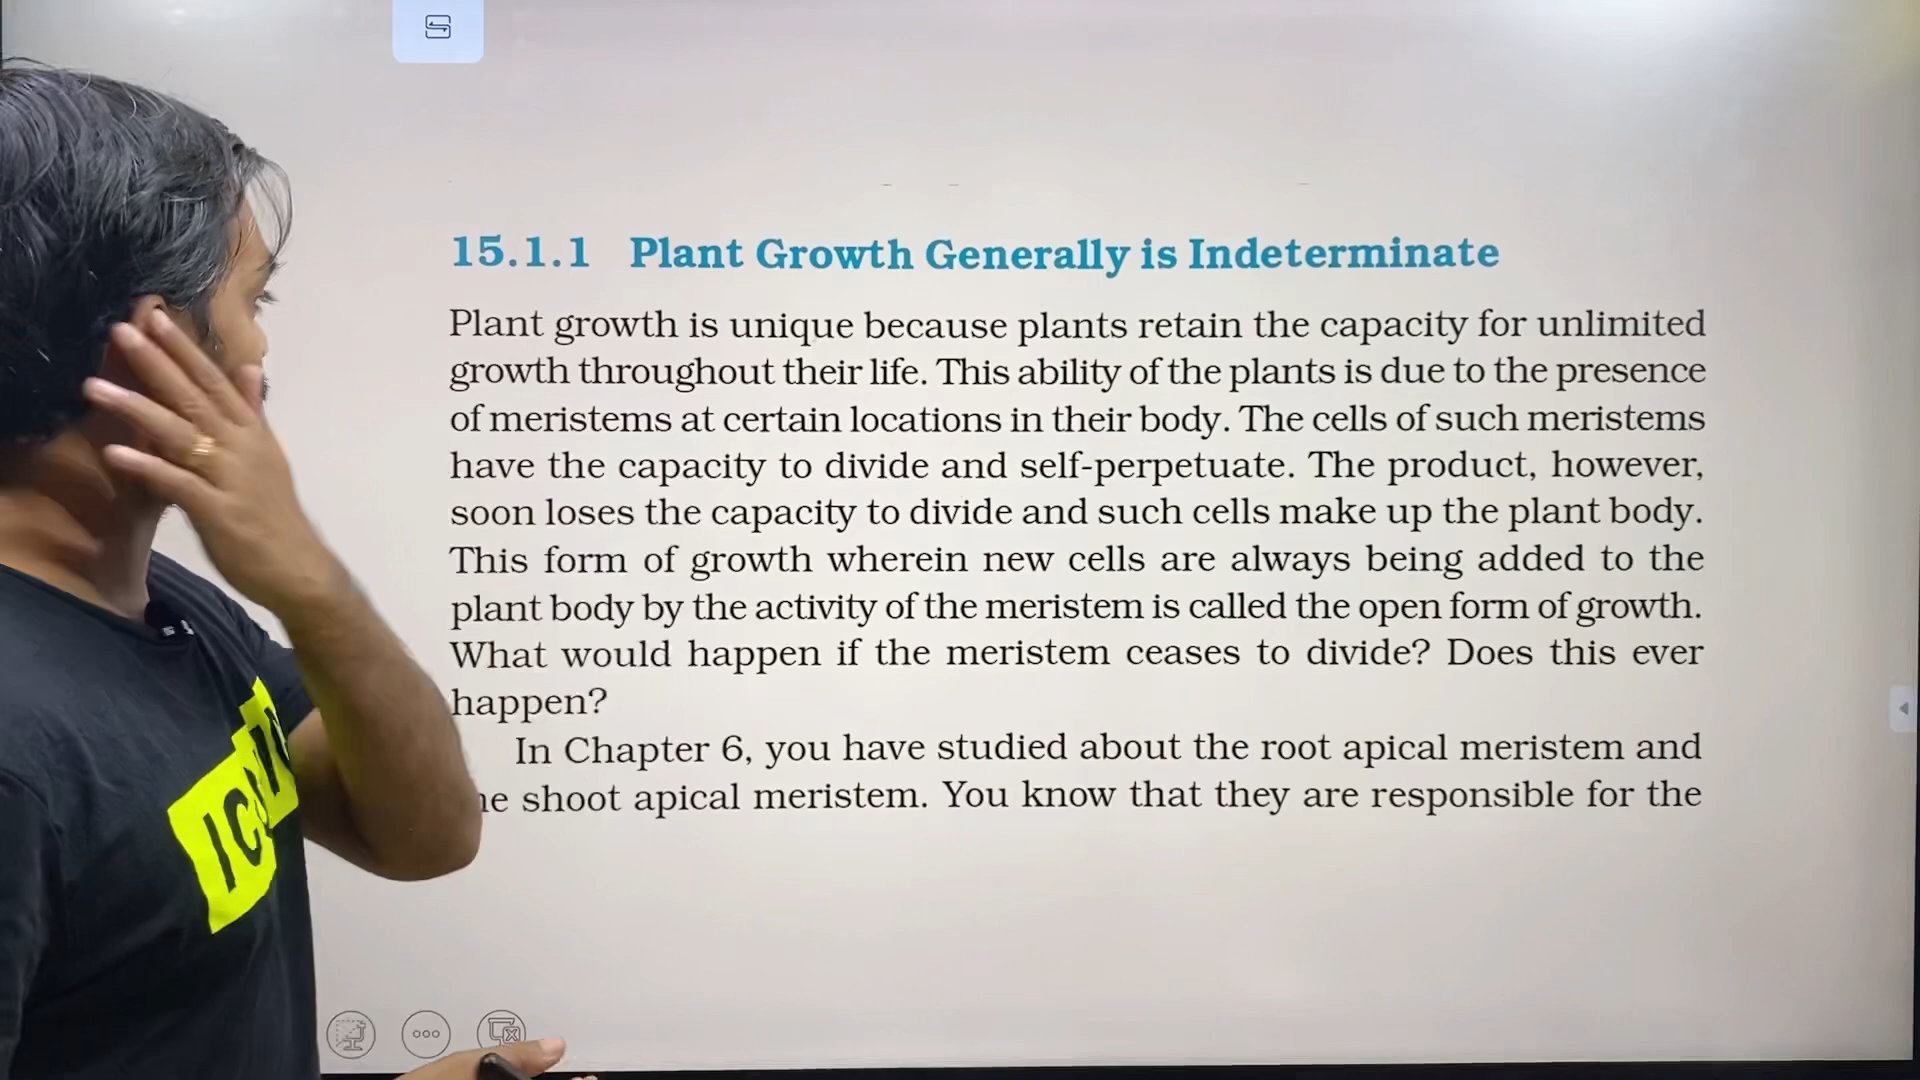 15.1.1 Plant Growth Generally is Indeterminate
Plant growth is unique because plants retain the capacity for unlimited
growth throughout their life. This ability of the plants is due to the presence
of meristems at certain locations in their body. The cells of such meristems
have the capacity to divide and self-perpetuate. The product, however,
soon loses the capacity to divide and such cells make up the plant body.
This form of growth wherein new cells are always being added to the
plant body by the activity of the meristem is called the open form of growth.
What would happen if the meristem ceases to divide? Does this ever
happen?
In Chapter 6, you have studied about the root apical meristem and
shoot apical meristem. You know that they are responsible for the